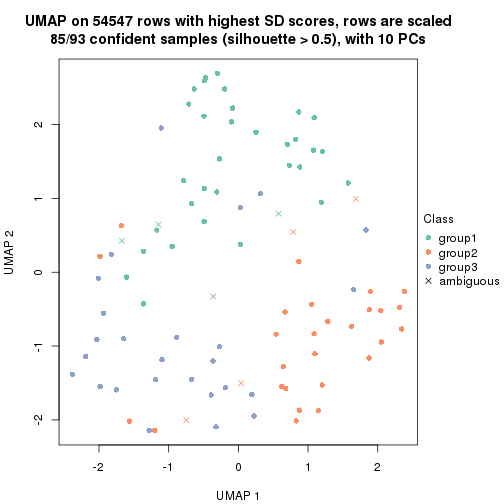 UMAP on 54547 rows with highest SD scores, rows are scaled
85/93 confident samples (silhouette > 0.5), with 10 PCs
2
1
0
-1
-2
UMAP 2
-2
-1
0
1
2
UMAP 1
Class
group1
group2
group3
ambiguous